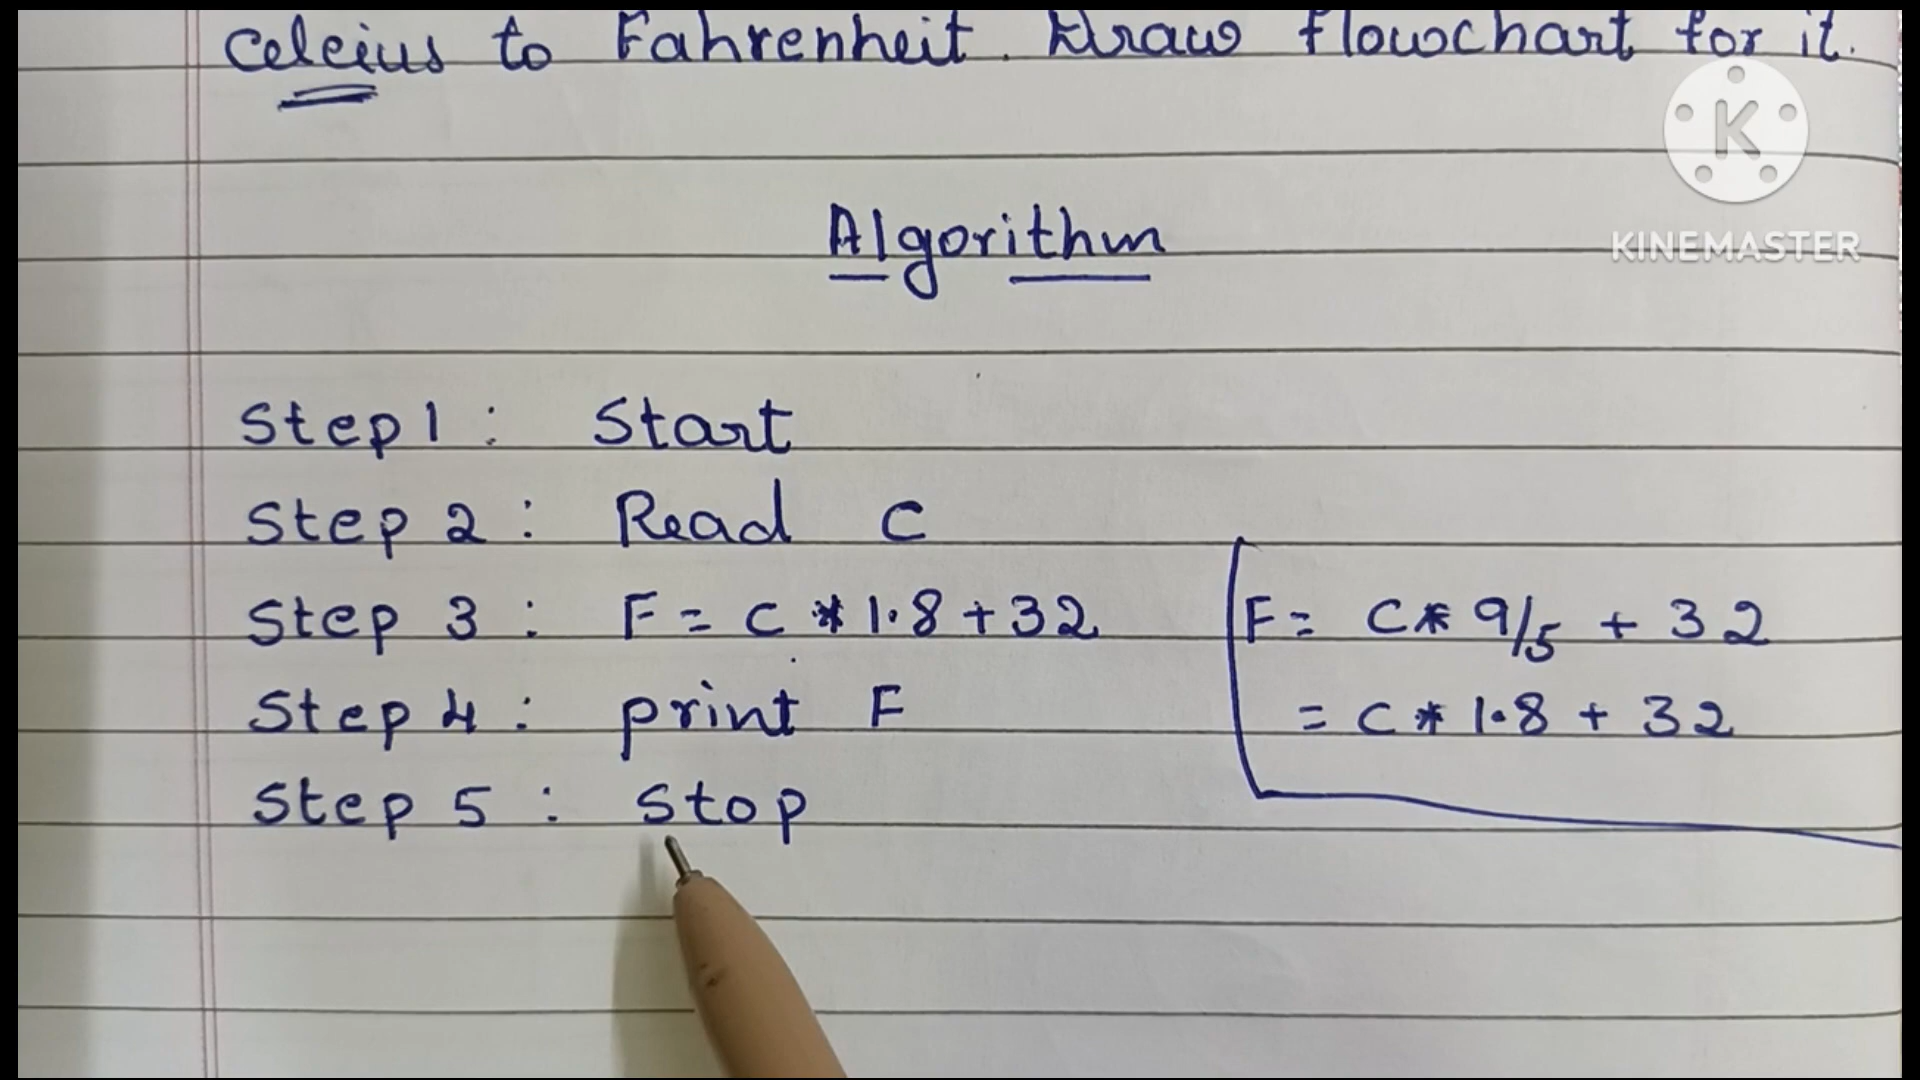 Celcius to Fahrenheit. Draw flowchart for it.
K
KINEMASTER
Algorithm
Step 1 : Start
Step 2 : Read C
Step 3 : F = C * 1.8 + 32
F = C * 9/5 + 32
Step 4 : print F
= C * 1.8 + 32
Step 5 : Stop